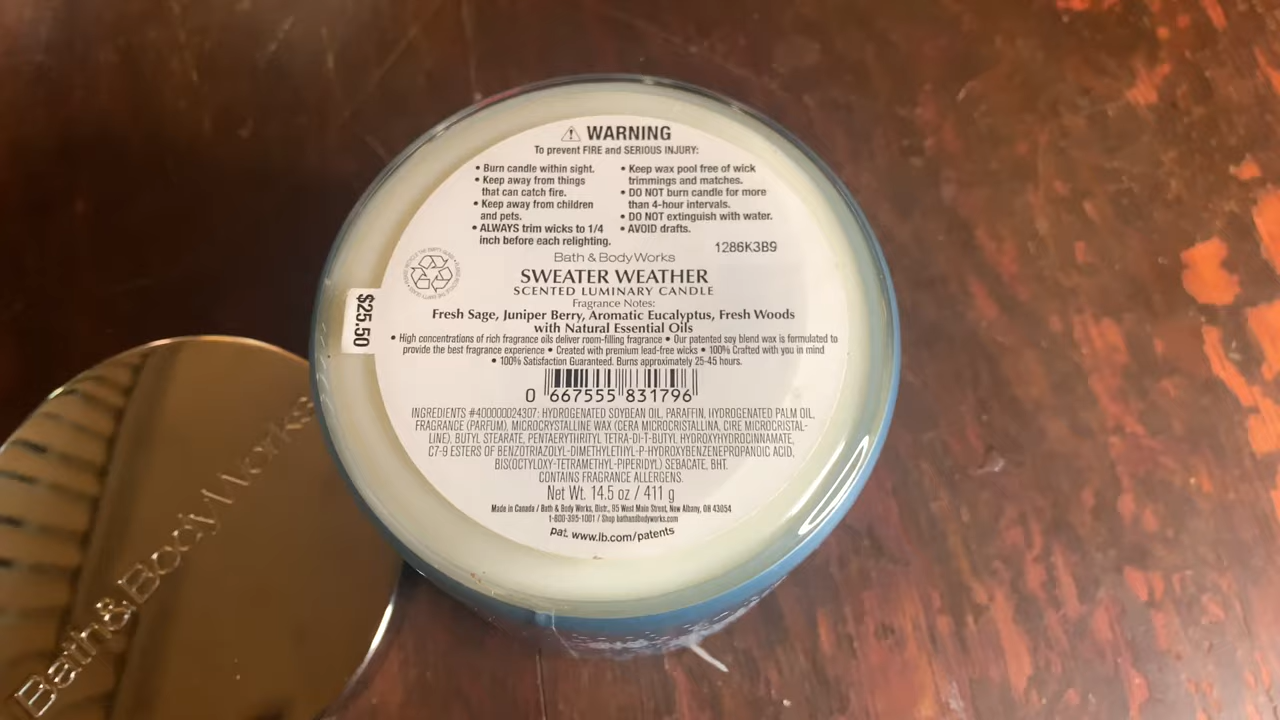 WARNING
To prevent FIRE and SERIOUS INJURY:
• Burn candle within sight.
• Keep away from things
that can catch fire.
• Keep away from children
and pets.
• ALWAYS trim wicks to 1/4
inch before each relighting.
• Keep wax pool free of wick
trimmings and matches.
• DO NOT burn candle for more
than 4-hour intervals.
• DO NOT extinguish with water.
• AVOID drafts.
1286K3B9
Bath & Body Works
SWEATER WEATHER
SCENTED LUMINARY CANDLE
Fragrance Notes:
Fresh Sage, Juniper Berry, Aromatic Eucalyptus, Fresh Woods
with Natural Essential Oils
• High concentrations of rich fragrance oils deliver room-filling fragrance • Our patented soy blend wax is formulated to
provide the best fragrance experience • Created with premium lead-free wicks • 100% Crafted with you in mind
• 100% Satisfaction Guaranteed. Burns approximately 25-45 hours.
$25.50
0 667555 831796
INGREDIENTS #400000024307: HYDROGENATED SOYBEAN OIL, PARAFFIN, HYDROGENATED PALM OIL,
FRAGRANCE (PARFUM), MICROCRYSTALLINE WAX (CERA MICROCRISTALLINA, CIRE MICROCRISTAL-
LINE), BUTYL STEARATE, PENTAERYTHRITYL TETRA-DI-T-BUTYL HYDROXYHYDROCINNAMATE,
C7-9 ESTERS OF BENZOTRIAZOLYL-DIMETHYLETHYL-P-HYDROXYBENZENEPROPANOIC ACID,
BIS(OCTYLOXY-TETRAMETHYL-PIPERIDYL) SEBACATE, BHT.
CONTAINS FRAGRANCE ALLERGENS.
Net Wt. 14.5 oz / 411 g
Made in Canada / Bath & Body Works, Distr., 95 West Main Street, New Albany, OH 43054
1-800-395-1001 / Shop bathandbodyworks.com
pat. www.lb.com/patents
Bath & Body Works